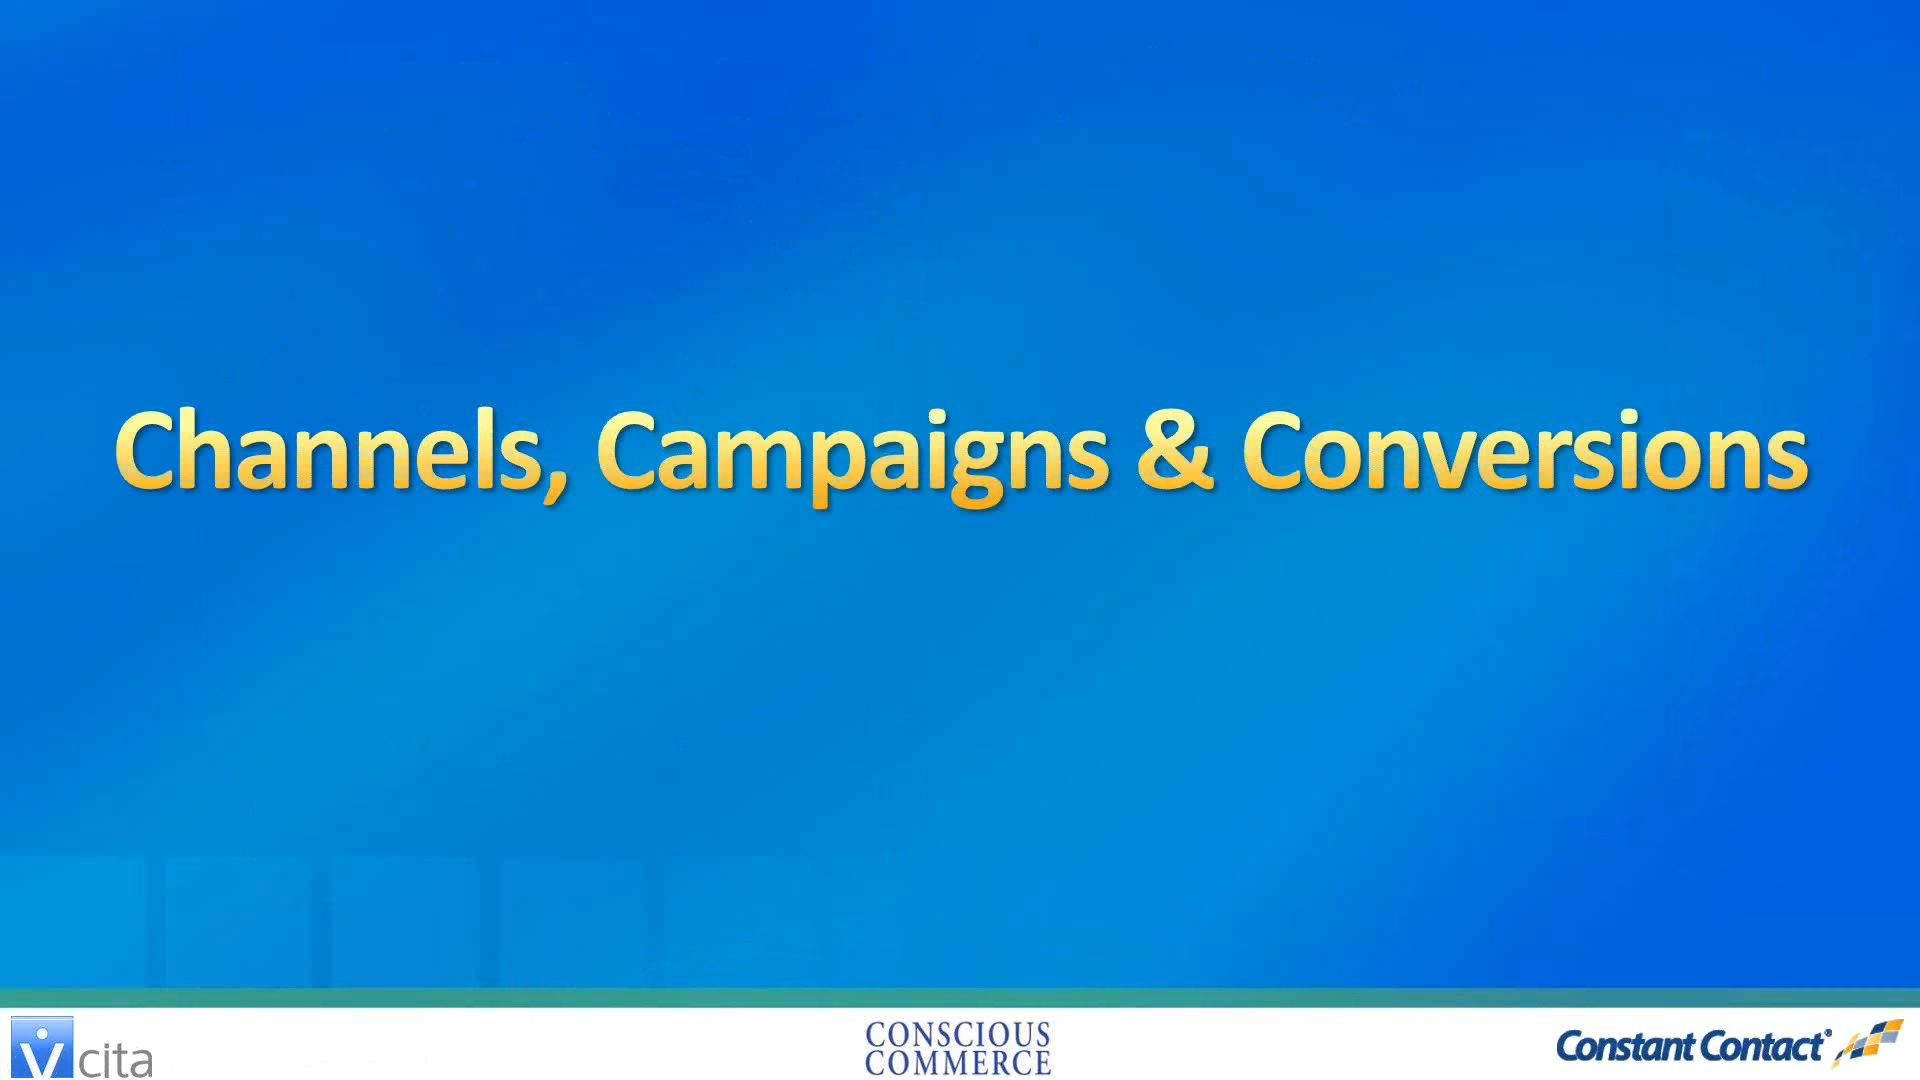 Channels, Campaigns & Conversions
vcita
CONSCIOUS
COMMERCE
Constant Contact®